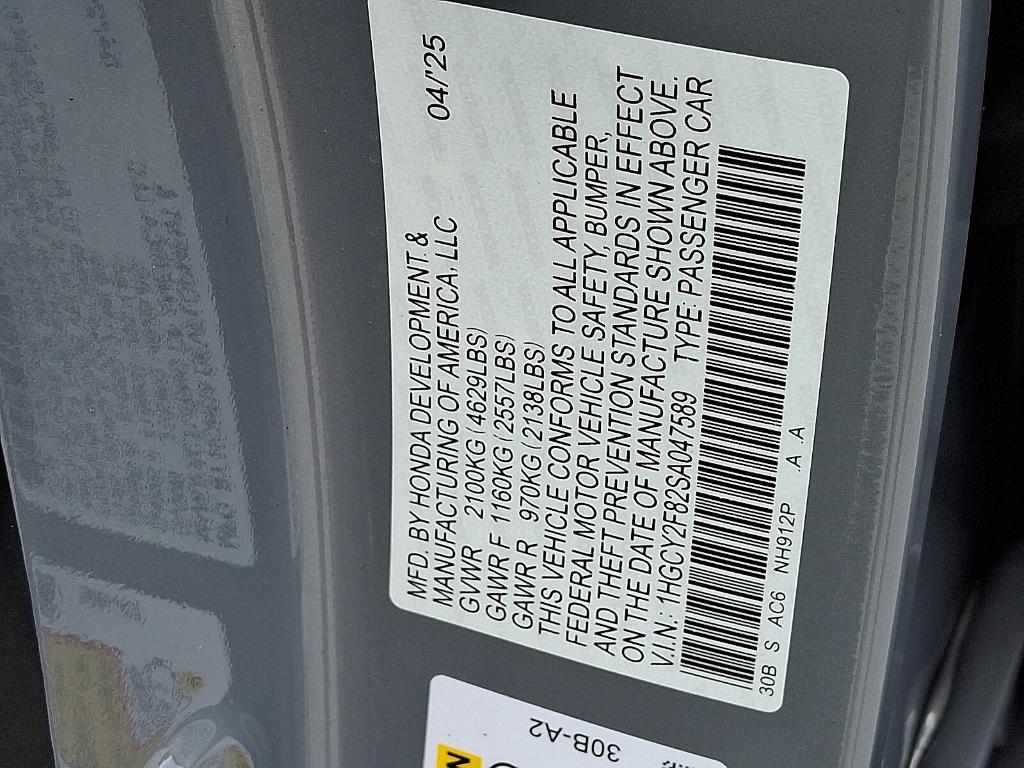 MFD. BY HONDA DEVELOPMENT. &
MANUFACTURING OF AMERICA, LLC 04/'25
GVWR 2100KG (4629LBS)
GAWR F 1160KG (2557LBS)
GAWR R 970KG (2138LBS)
THIS VEHICLE CONFORMS TO ALL APPLICABLE
FEDERAL MOTOR VEHICLE SAFETY, BUMPER,
AND THEFT PREVENTION STANDARDS IN EFFECT
ON THE DATE OF MANUFACTURE SHOWN ABOVE.
V.I.N.: 1HGCY2F82SA047589 TYPE: PASSENGER CAR
30B S AC6 NH912P .A .A
30B-A2